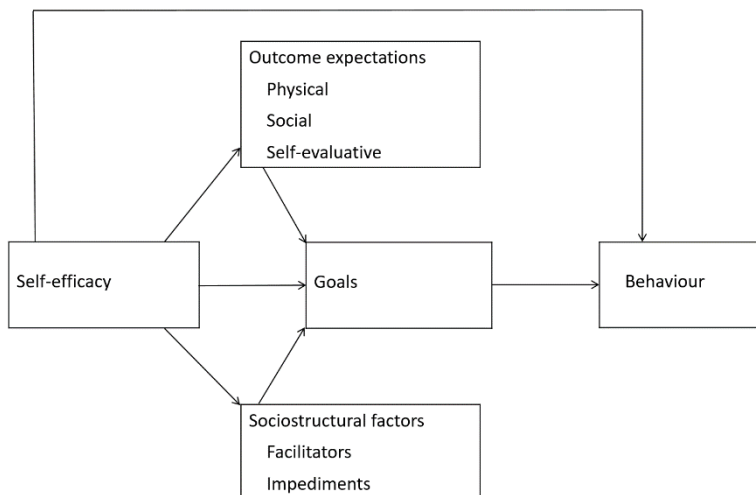 Outcome expectations
Physical
Social
Self-evaluative
Self-efficacy
Goals
Behaviour
Sociostructural factors
Facilitators
Impediments